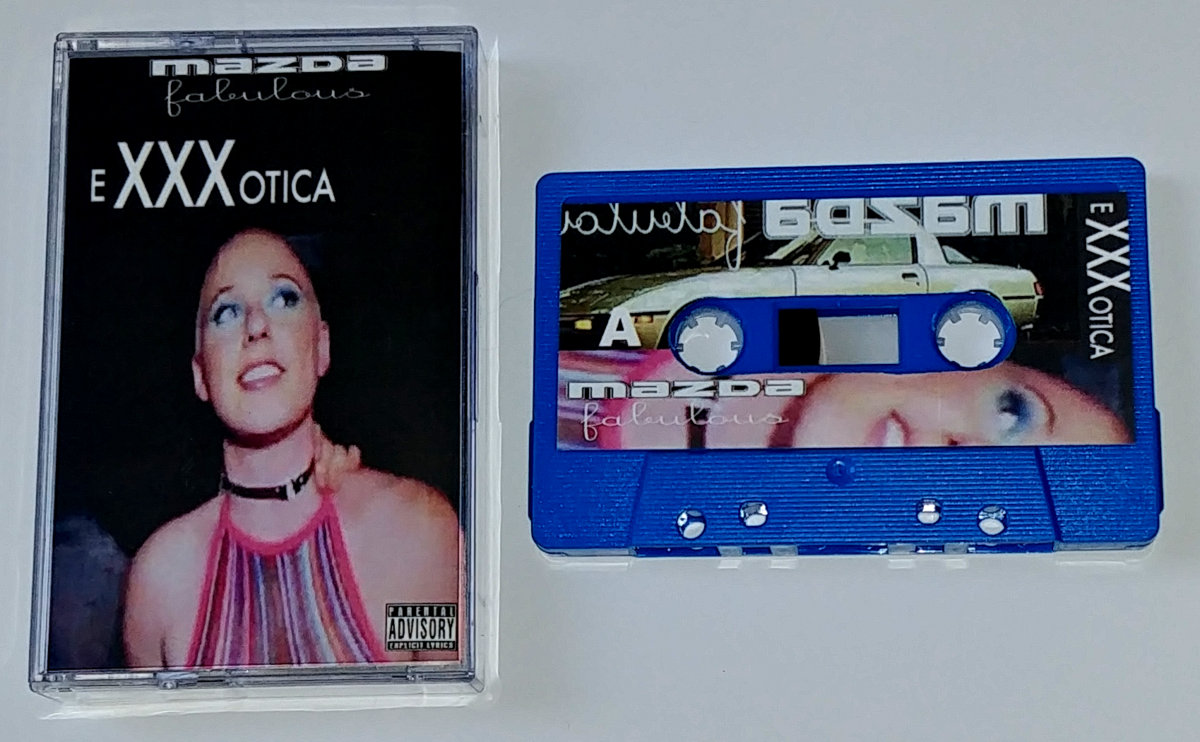 mazda
fabulous
EXXXOTICA
PARENTAL
ADVISORY
EXPLICIT LYRICS
mazda fabulous
EXXXOTICA
A
mazda
fabulous